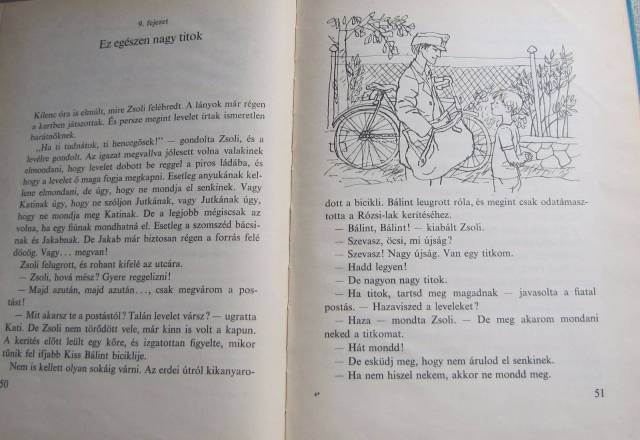 9. fejezet
Ez egészen nagy titok
Kilenc óra is elmúlt, mire Zsoli felébredt. A lányok már régen
a kertben játszottak. És persze megint levelet írtak ismeretlen
barátnőknek.
„Ha ti tudnátok, ti hencegősek!" — gondolta Zsoli, és a
levélre gondolt. Az igazat megvallva jólesett volna valakinek
elmondani, hogy levelet dobott be reggel a piros ládába, és
hogy a levelet ő maga fogja megkapni. Esetleg anyukának kelle-
ne elmondani, de úgy, hogy ne mondja el senkinek. Vagy
Katinak úgy, hogy ne szóljon Jutkának, vagy Jutkának úgy,
hogy ne mondja meg Katinak. De a legjobb mégiscsak az
volna, ha egy fiúnak mondhatná el. Esetleg a szomszéd bácsi-
nak és Jakabnak. De Jakab már biztosan régen a forrás felé
döcög. Vagy... megvan!
Zsoli felugrott, és robant kifelé az utcára.
— Zsoli, hová mész? Gyere reggelizni!
— Majd azután, majd azután..., csak megvárom a pos-
tást!
— Mit akarsz te a postástól? Talán levelet vársz? — ugratta
Kati. De Zsoli nem törődött vele, már kinn is volt a kapun.
A kerítés előtt leült egy kőre, és izgatottan figyelte, mikor
tűnik fel ifjabb Kiss Bálint biciklije.
Nem is kellett olyan sokáig várni. Az erdei útról kikanyaro-
50
dott a bicikli. Bálint leugrott róla, és megint csak odatámasz-
totta a Rózsi-lak kerítéséhez.
— Bálint, Bálint! — kiabált Zsoli.
— Szevasz, öcsi, mi újság?
— Szevasz! Nagy újság. Van egy titkom.
— Hadd legyen!
— De nagyon nagy titok.
— Ha titok, tartsd meg magadnak — javasolta a fiatal
postás. — Hazaviszed a leveleket?
— Haza — mondta Zsoli. — De meg akarom mondani
neked a titkomat.
— Hát mondd!
— De esküdj meg, hogy nem árulod el senkinek.
— Ha nem hiszel nekem, akkor ne mondd meg.
51